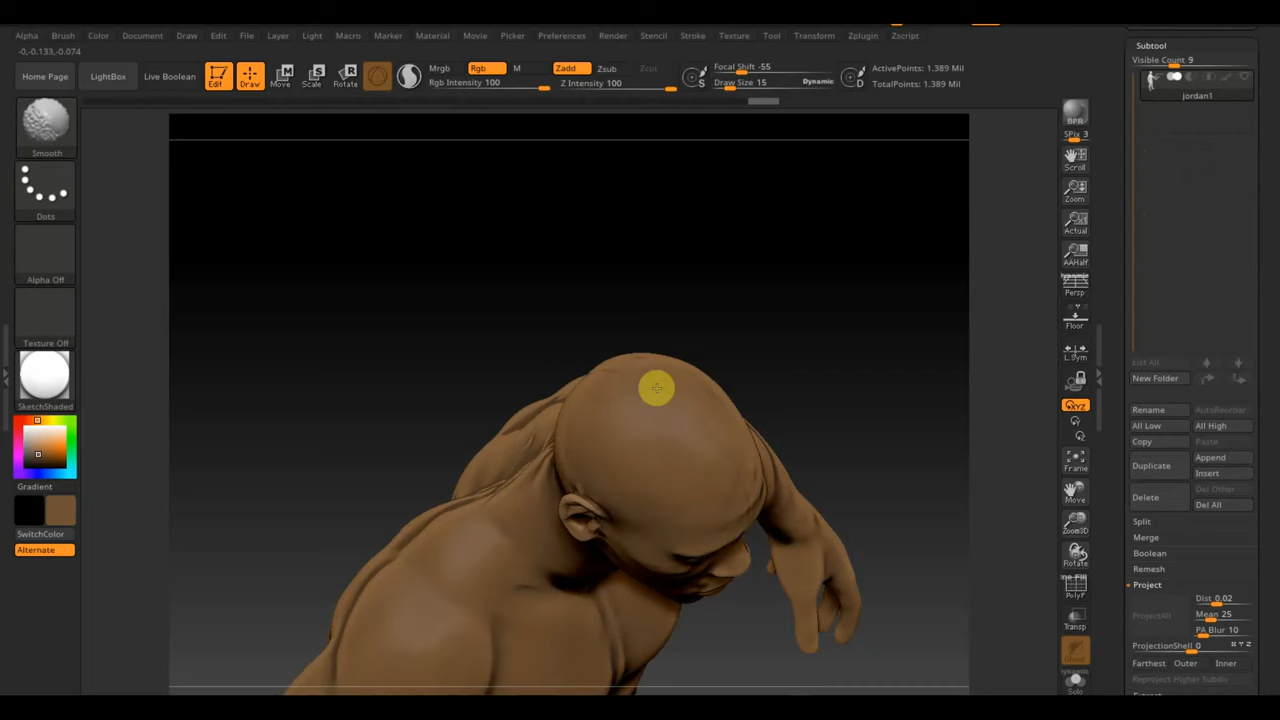 Alpha Brush Color Document Draw Edit File Layer Light Macro Marker Material Movie Picker Preferences Render Stencil Stroke Texture Tool Transform Zplugin Zscript
-0,-0.133,-0.074
Home Page LightBox Live Boolean Edit Draw Move Scale Rotate
Mrgb Rgb M Zadd Zsub Zcut
Rgb Intensity 100 Z Intensity 100
S Focal Shift -55
Draw Size 15 Dynamic
D ActivePoints: 1.389 Mil
TotalPoints: 1.389 Mil
Smooth
Dots
Alpha Off
Texture Off
SketchShaded
Gradient
SwitchColor
Alternate
BPR
SPix 3
Scroll
Zoom
Actual
AAHalf
Dynamic
Persp
Floor
L.Sym
XYZ
Frame
Move
Zoom3D
Rotate
Line Fill
PolyF
Transp
Ghost
Dynamic
Solo
Subtool
Visible Count 9
jordan1
List All
New Folder
Rename AutoReorder
All Low All High
Copy Paste
Duplicate Append
Insert
Delete Del Other
Del All
Split
Merge
Boolean
Remesh
Project
ProjectAll Dist 0.02
Mean 25
PA Blur 10
ProjectionShell 0 X Y Z
Farthest Outer Inner
Reproject Higher Subdiv